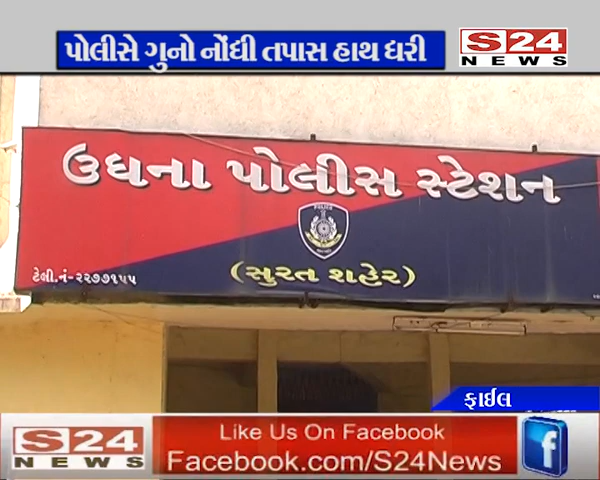 પોલીસે ગુનો નોંધી તપાસ હાથ ધરી
S24
NEWS
ઉધના પોલીસ સ્ટેશન
POLICE
ટેલી.નં-૨૨૭૭૧૫૫
(સુરત શહેર)
ફાઈલ
S24
NEWS
Like Us On Facebook
Facebook.com/S24News
f